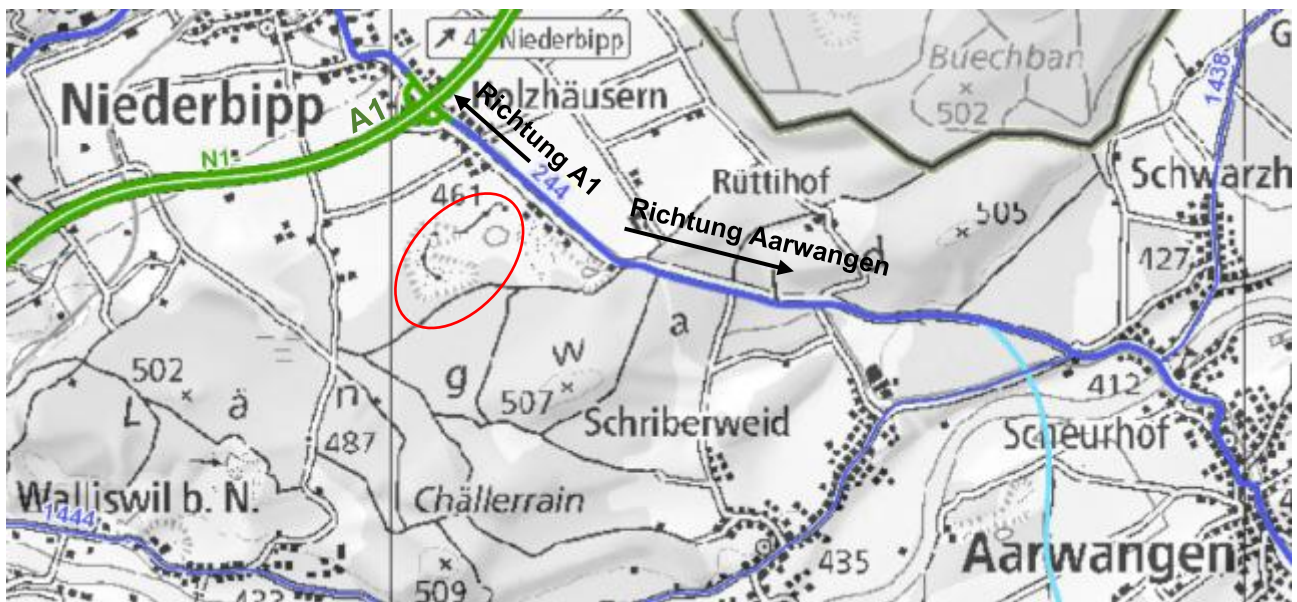 47 Niederbipp
Buechban
502
1438
G
Niederbipp
Holzhäusern
A1
N1
Richtung A1
244
461
Rüttihof
505
Schwarzh
Richtung Aarwangen
d
427
a
W
g
502
L
ä
n
507
412
487
Schriberweid
Scheurhof
Walliswil b. N.
1444
Chällerrain
435
Aarwangen
509